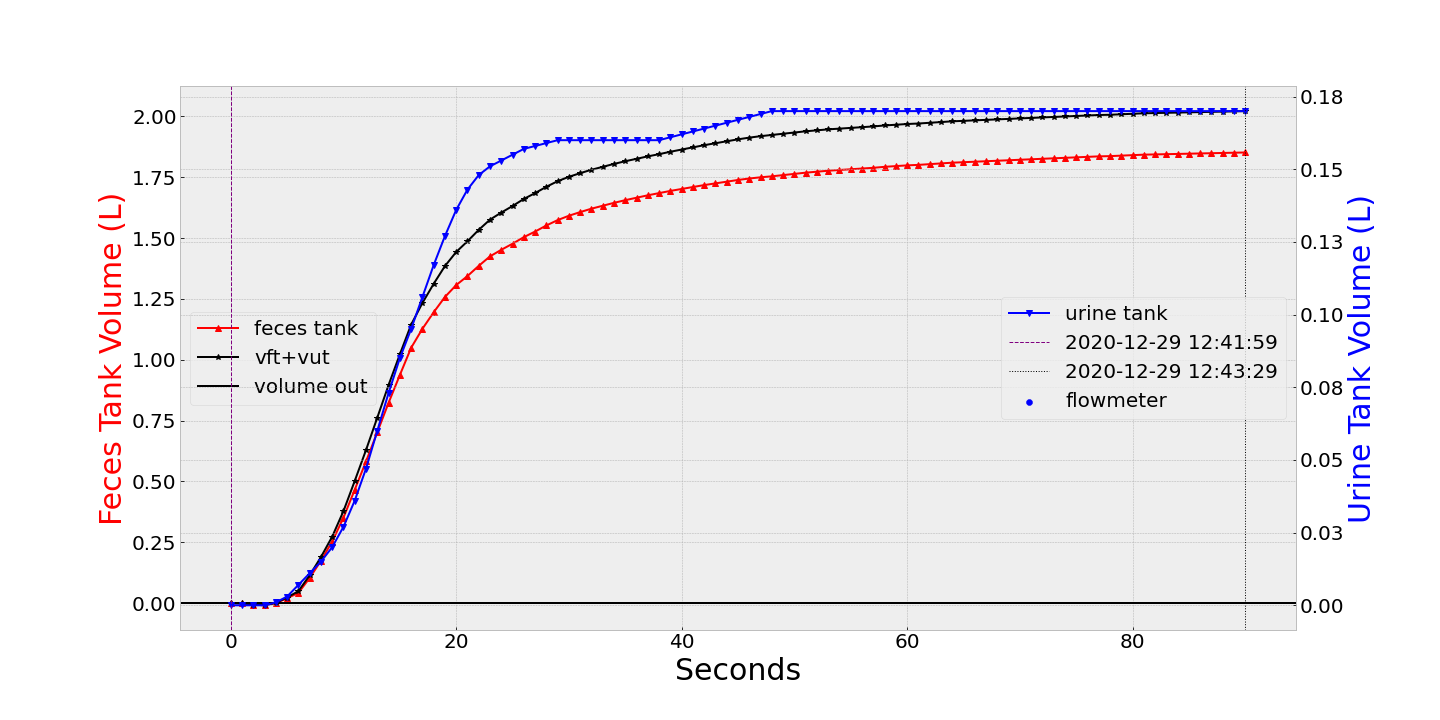 Feces Tank Volume (L)
2.00
1.75
1.50
1.25
1.00
0.75
0.50
0.25
0.00
feces tank
vft+vut
volume out
urine tank
2020-12-29 12:41:59
2020-12-29 12:43:29
flowmeter
0.18
0.15
0.13
0.10
0.08
0.05
0.03
0.00
Urine Tank Volume (L)
0 20 40 60 80
Seconds